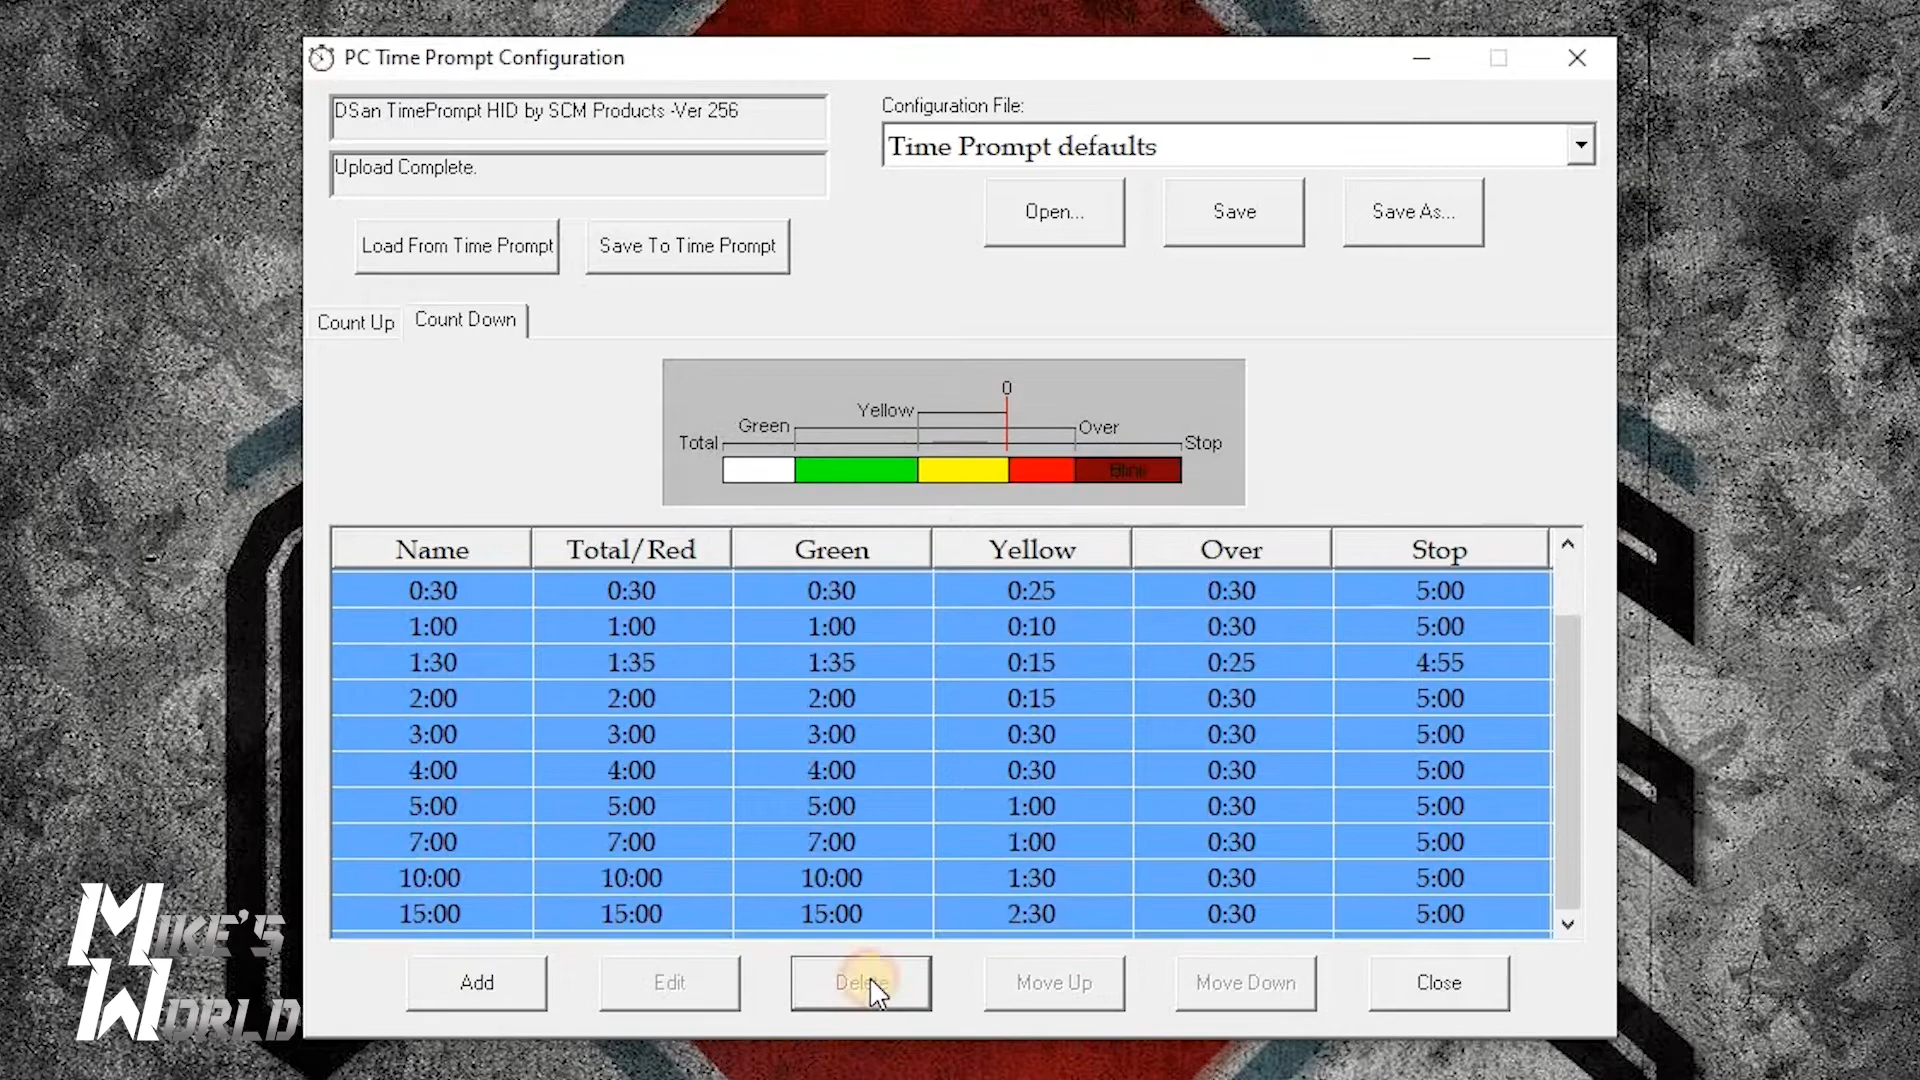 PC Time Prompt Configuration
DSan TimePrompt HID by SCM Products -Ver 256
Upload Complete.
Load From Time Prompt Save To Time Prompt
Configuration File:
Time Prompt defaults
Open... Save Save As...
Count Up Count Down
0
Yellow
Green Over
Total Stop
Blink
Name Total/Red Green Yellow Over Stop
0:30 0:30 0:30 0:25 0:30 5:00
1:00 1:00 1:00 0:10 0:30 5:00
1:30 1:35 1:35 0:15 0:25 4:55
2:00 2:00 2:00 0:15 0:30 5:00
3:00 3:00 3:00 0:30 0:30 5:00
4:00 4:00 4:00 0:30 0:30 5:00
5:00 5:00 5:00 1:00 0:30 5:00
7:00 7:00 7:00 1:00 0:30 5:00
10:00 10:00 10:00 1:30 0:30 5:00
15:00 15:00 15:00 2:30 0:30 5:00
Add Edit Delete Move Up Move Down Close
MIKE'S
WORLD